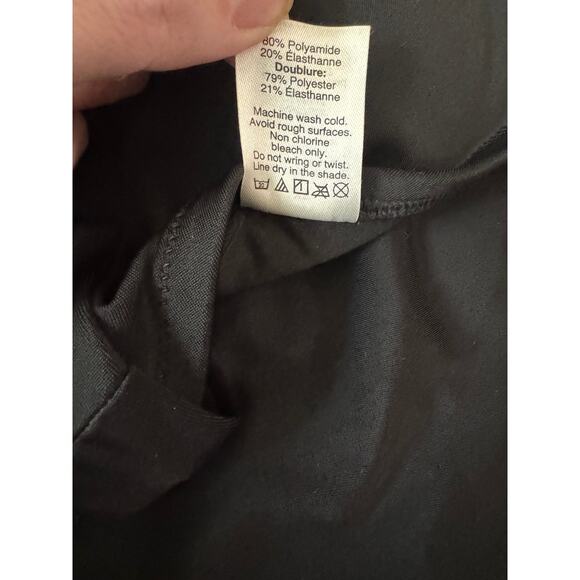 80% Polyamide
20% Élasthanne
Doublure:
79% Polyester
21% Élasthanne
Machine wash cold.
Avoid rough surfaces.
Non chlorine
bleach only.
Do not wring or twist.
Line dry in the shade.